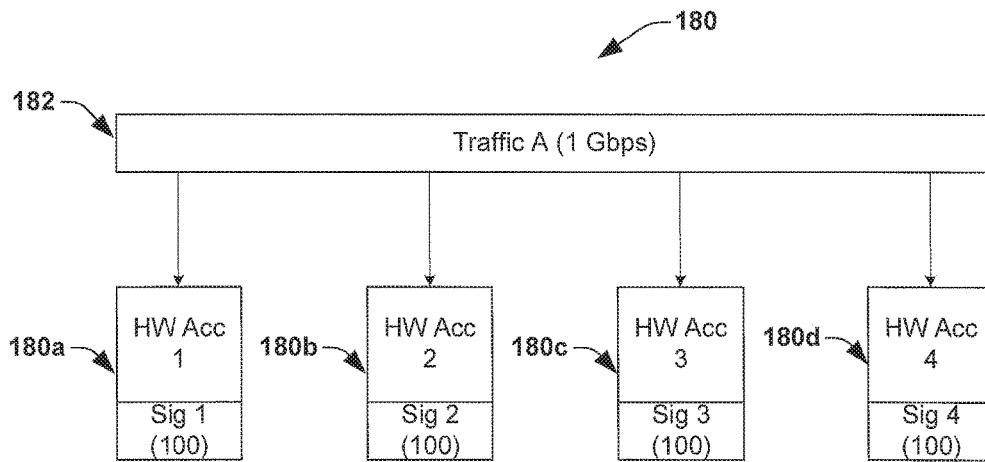 180
182
Traffic A (1 Gbps)
180a
HW Acc
1
Sig 1
(100)
180b
HW Acc
2
Sig 2
(100)
180c
HW Acc
3
Sig 3
(100)
180d
HW Acc
4
Sig 4
(100)